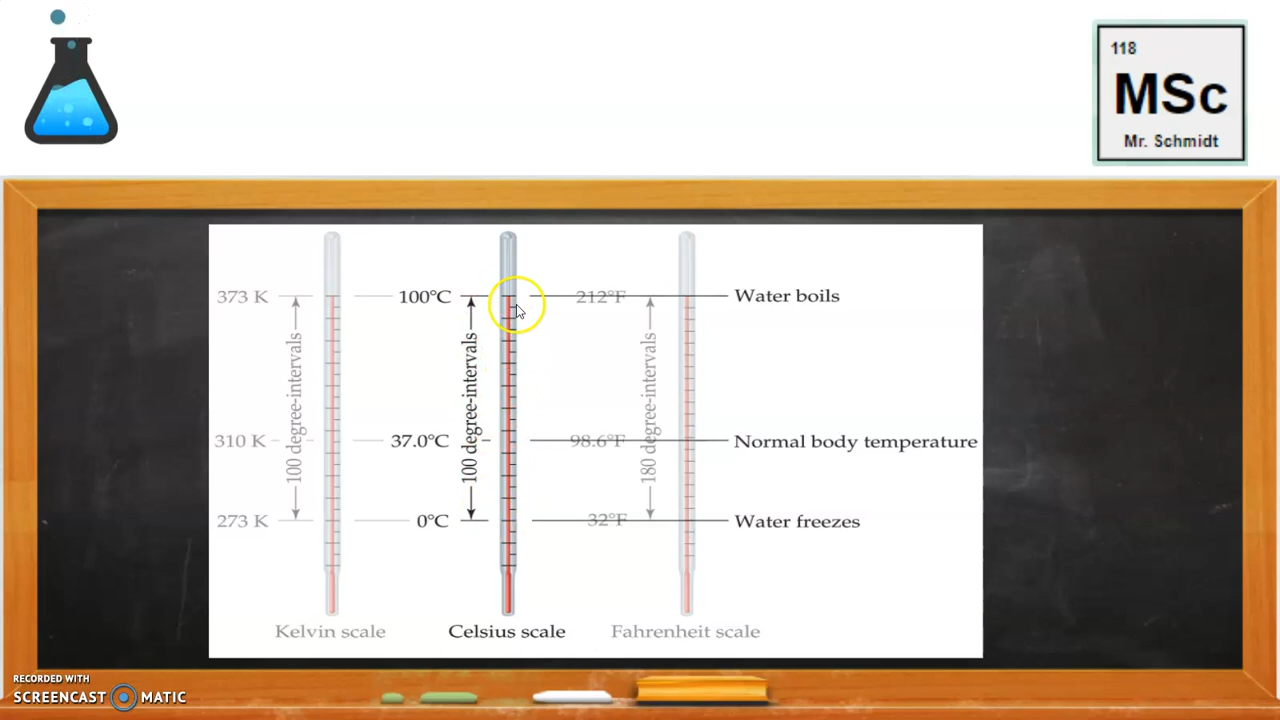 118
MSc
Mr. Schmidt
373 K
100°C
212°F
Water boils
100 degree-intervals
100 degree-intervals
180 degree-intervals
310 K
37.0°C
98.6°F
Normal body temperature
273 K
0°C
32°F
Water freezes
Kelvin scale
Celsius scale
Fahrenheit scale
RECORDED WITH
SCREENCAST MATIC